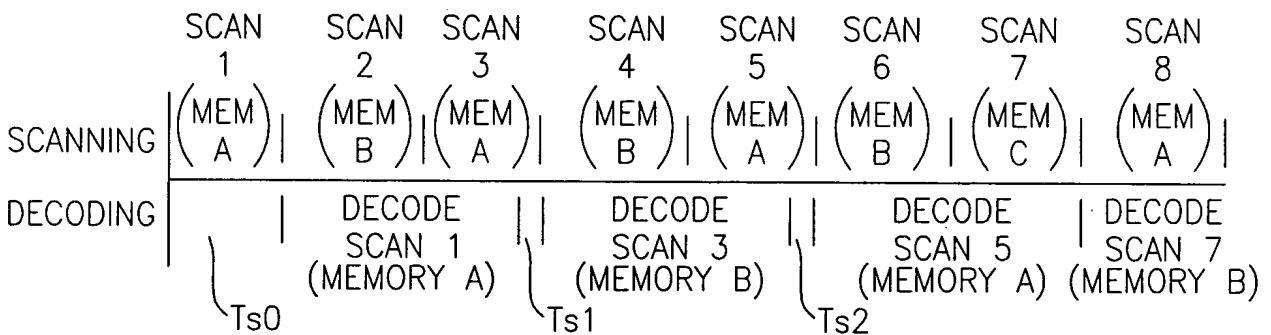 SCAN SCAN SCAN SCAN SCAN SCAN SCAN SCAN
1 2 3 4 5 6 7 8
SCANNING (MEM A) (MEM B) (MEM A) (MEM B) (MEM A) (MEM B) (MEM C) (MEM A)
DECODING DECODE DECODE DECODE DECODE
SCAN 1 SCAN 3 SCAN 5 SCAN 7
(MEMORY A) (MEMORY B) (MEMORY A) (MEMORY B)
Ts0 Ts1 Ts2